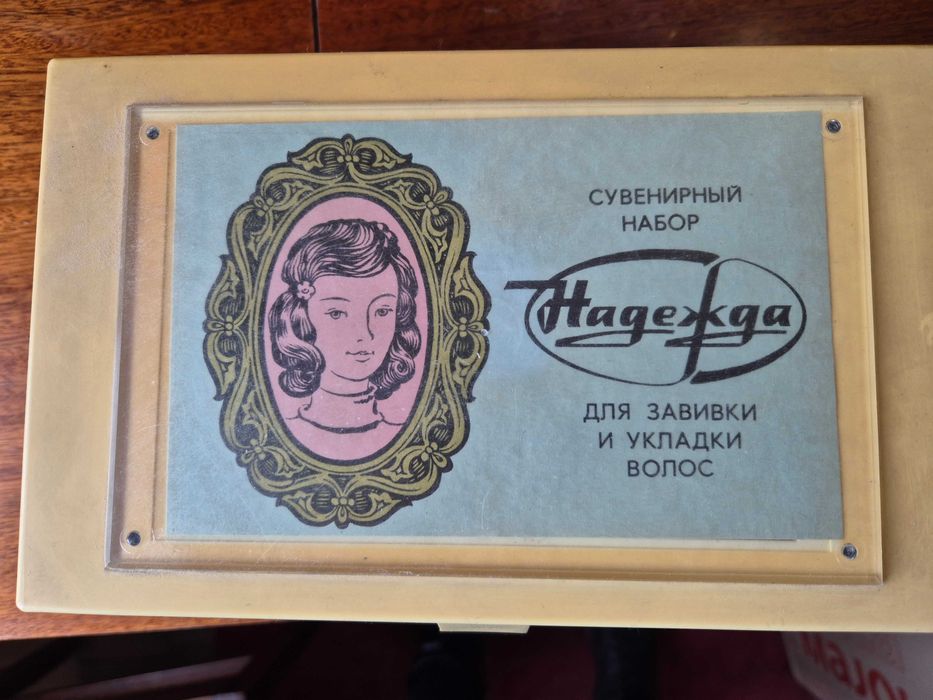 СУВЕНИРНЫЙ
НАБОР
Надежда
ДЛЯ ЗАВИВКИ
И УКЛАДКИ
ВОЛОС